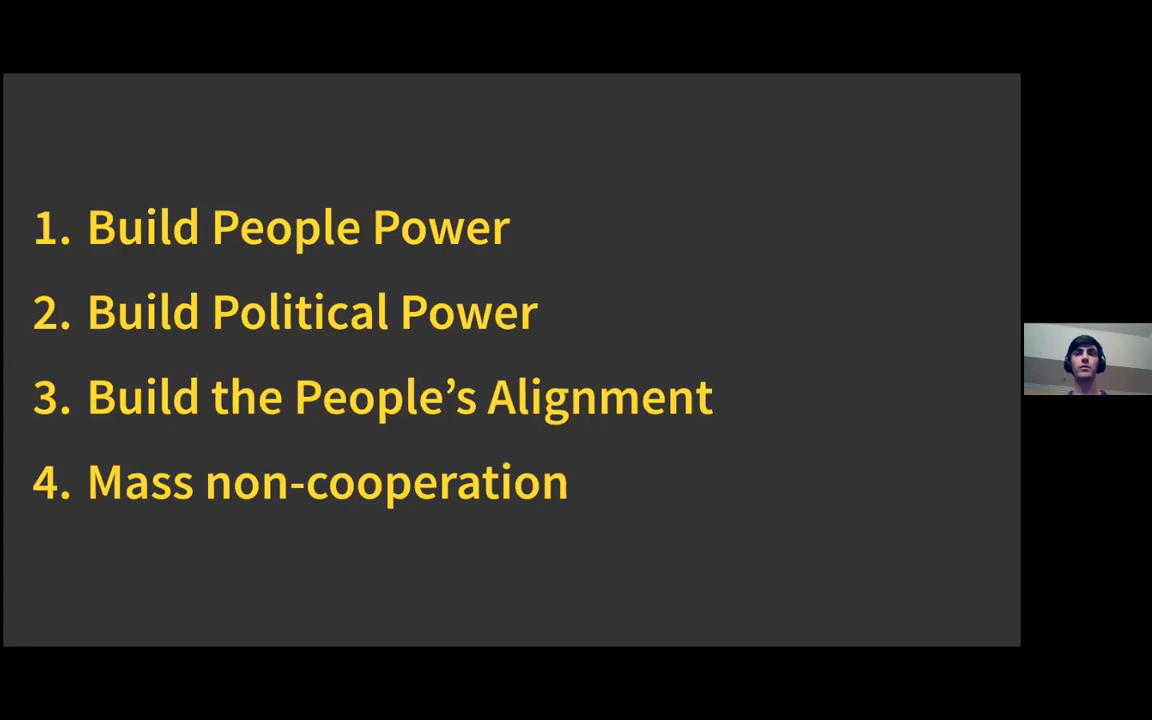 1. Build People Power
2. Build Political Power
3. Build the People’s Alignment
4. Mass non-cooperation